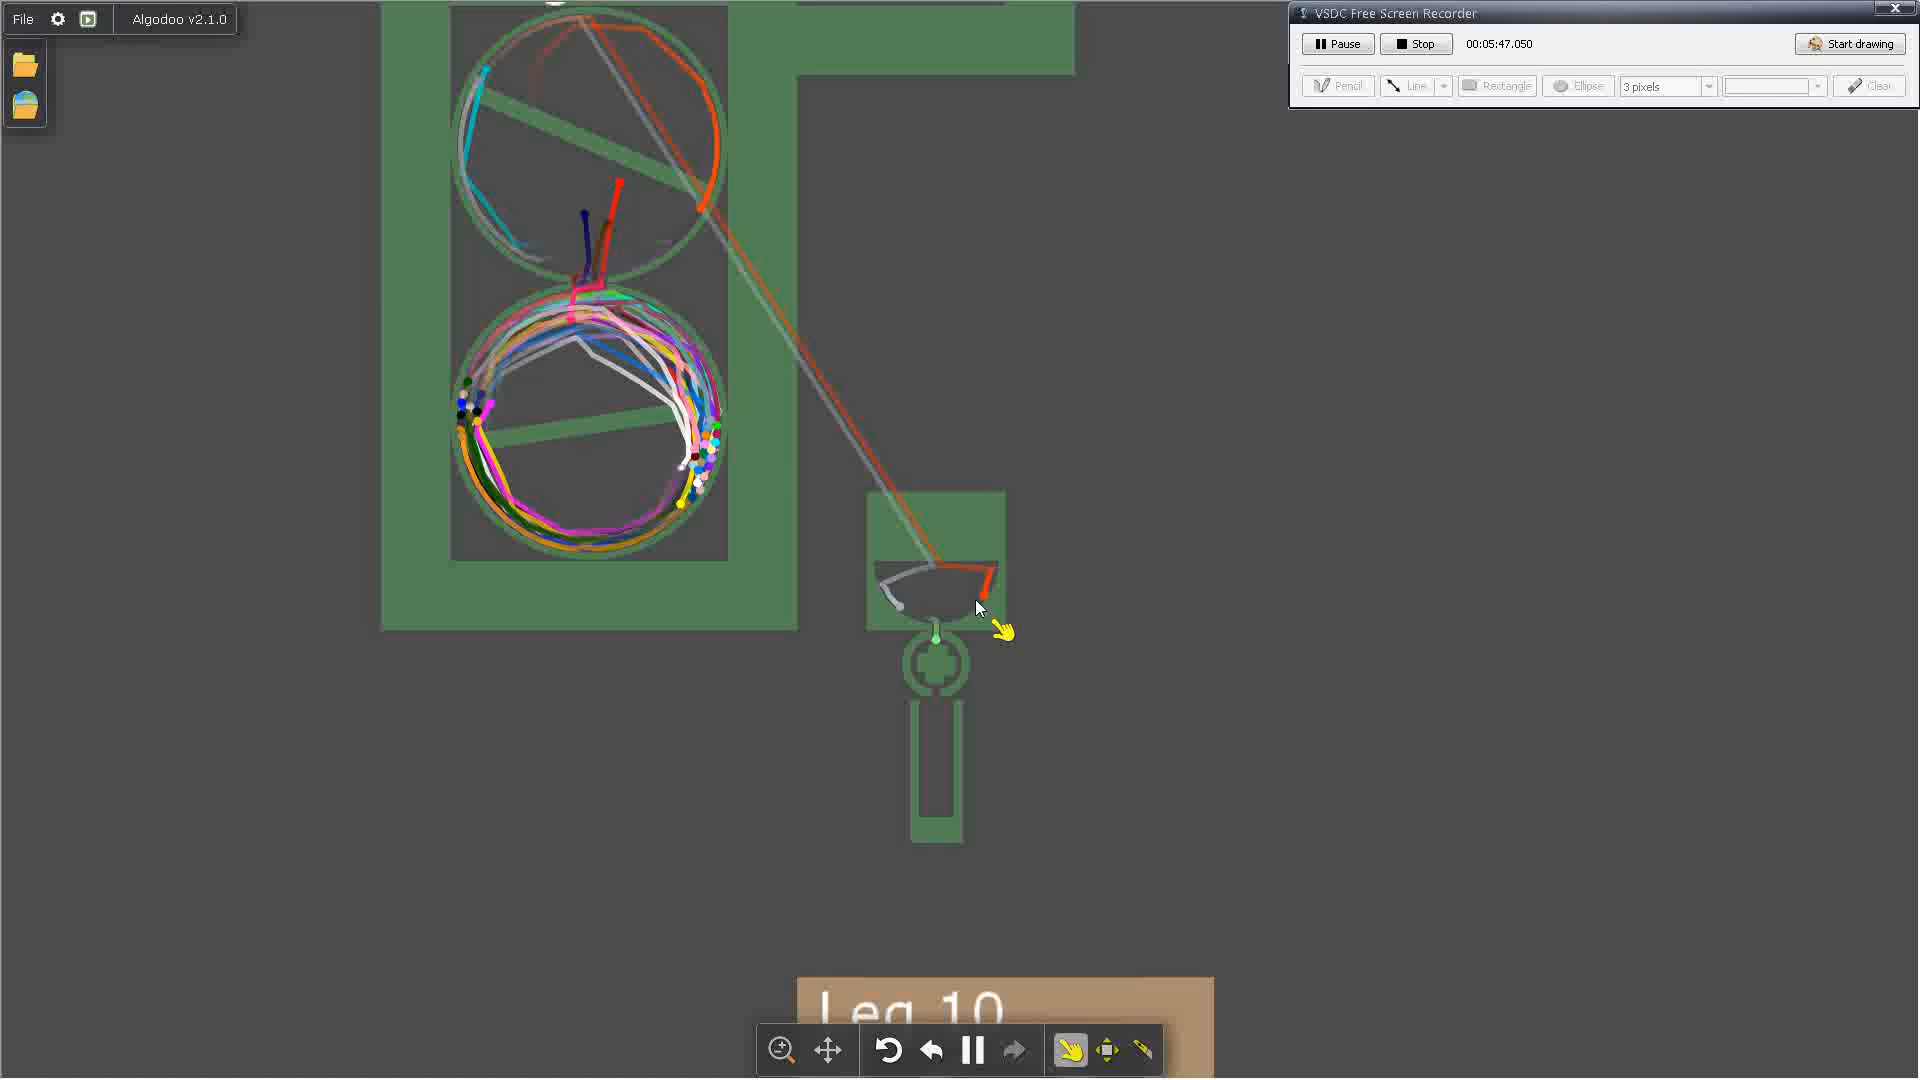 File
Algodoo v2.1.0
VSDC Free Screen Recorder
Pause
Stop
00:05:47.050
Start drawing
Pencil
Line
Rectangle
Ellipse
3 pixels
Clear
Leg 10